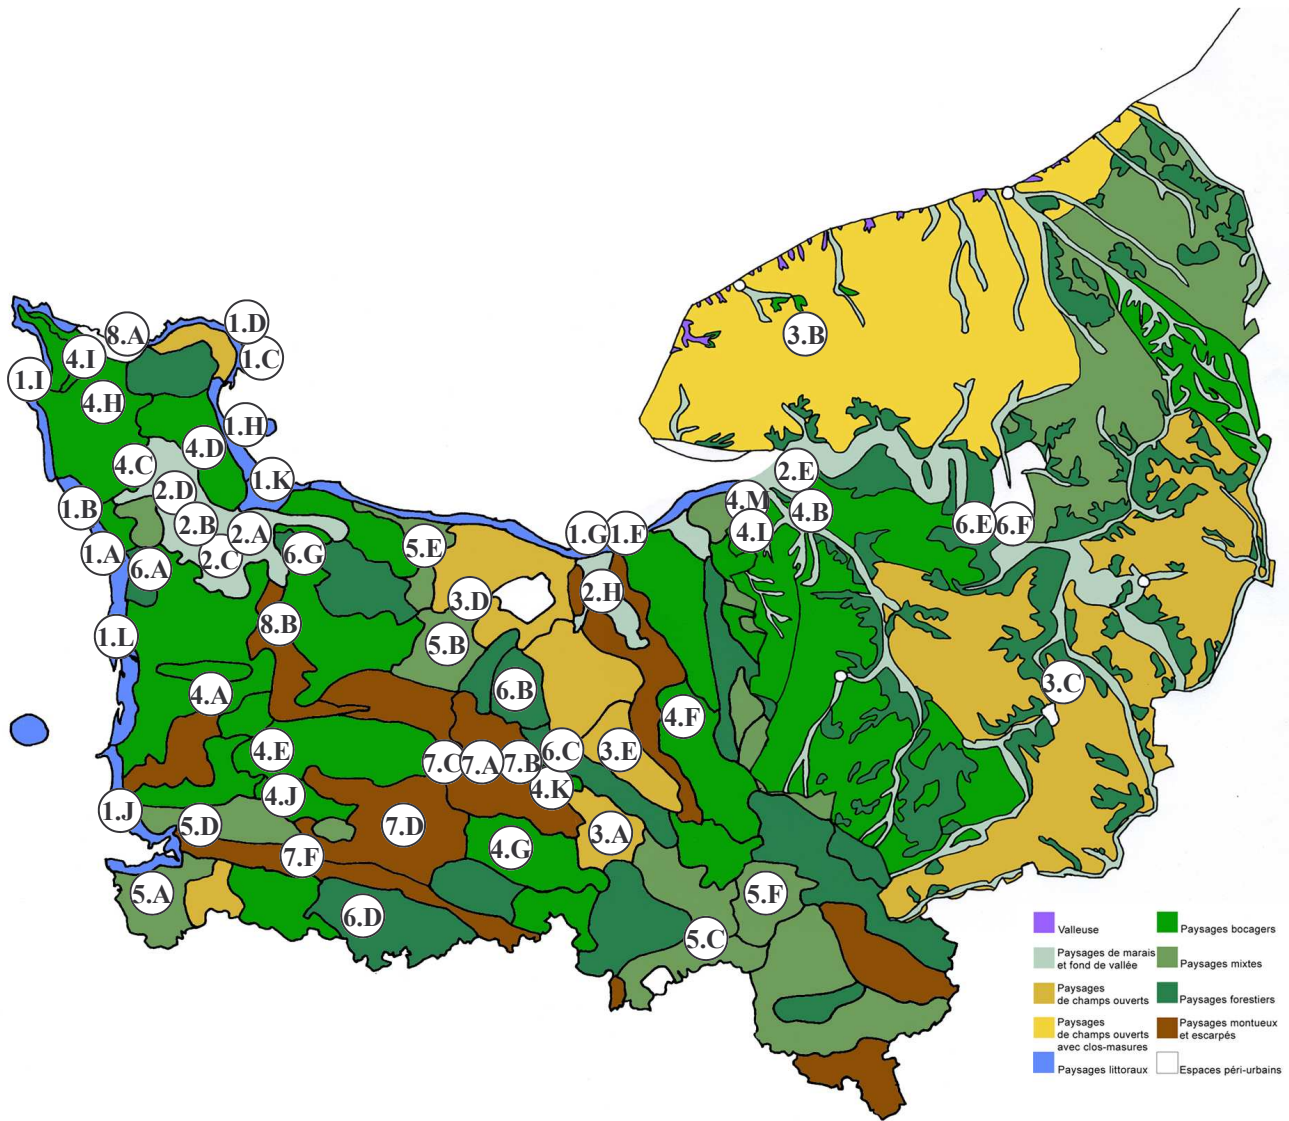 8.A
1.D
3.B
4.I
1.C
1.I
4.H
1.H
4.D
4.C
2.E
1.K
2.D
4.M
1.B
4.B
2.B
6.E
6.F
2.A
1.G
1.E
4.L
5.E
1.A
2.C
6.G
6.A
2.H
3.D
8.B
1.L
5.B
3.C
6.B
4.A
4.F
4.E
6.C
3.E
7.C
7.A
7.B
4.K
4.J
1.J
5.D
7.D
3.A
4.G
7.F
5.A
5.F
6.D
5.C
Valleuse
Paysages de marais
et fond de vallée
Paysages
de champs ouverts
Paysages
de champs ouverts
avec clos-masures
Paysages littoraux
Paysages bocagers
Paysages mixtes
Paysages forestiers
Paysages montueux
et escarpés
Espaces péri-urbains